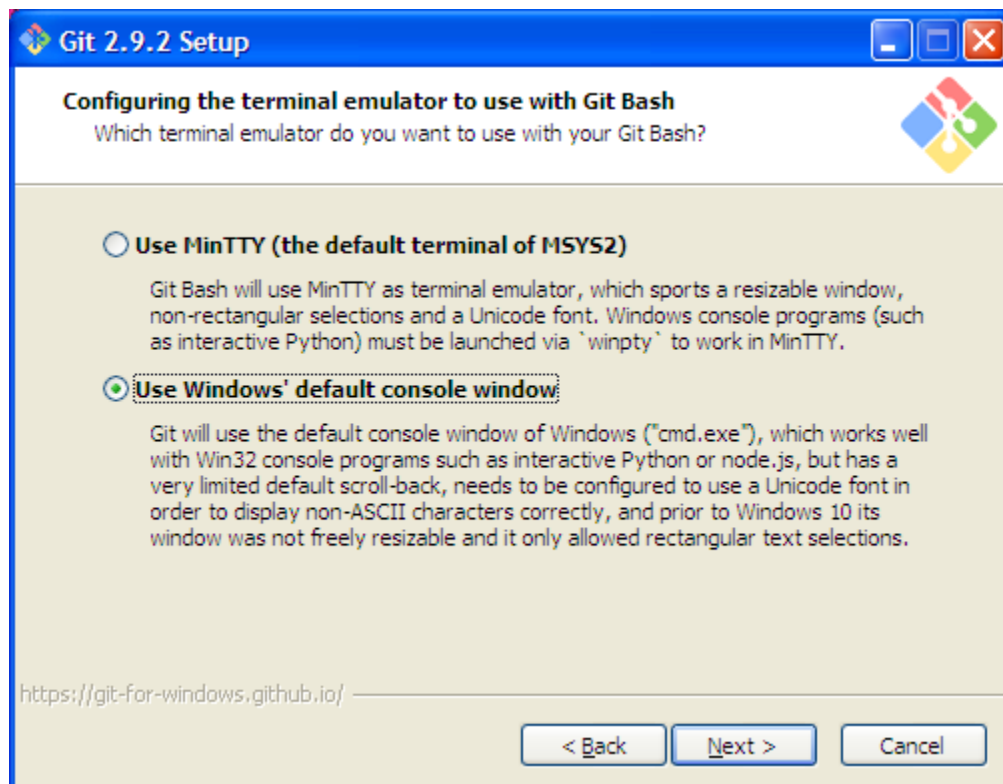 Git 2.9.2 Setup
Configuring the terminal emulator to use with Git Bash
Which terminal emulator do you want to use with your Git Bash?
Use MinTTY (the default terminal of MSYS2)
Git Bash will use MinTTY as terminal emulator, which sports a resizable window,
non-rectangular selections and a Unicode font. Windows console programs (such
as interactive Python) must be launched via `winpty` to work in MinTTY.
Use Windows' default console window
Git will use the default console window of Windows ("cmd.exe"), which works well
with Win32 console programs such as interactive Python or node.js, but has a
very limited default scroll-back, needs to be configured to use a Unicode font in
order to display non-ASCII characters correctly, and prior to Windows 10 its
window was not freely resizable and it only allowed rectangular text selections.
https://git-for-windows.github.io/
< Back
Next >
Cancel